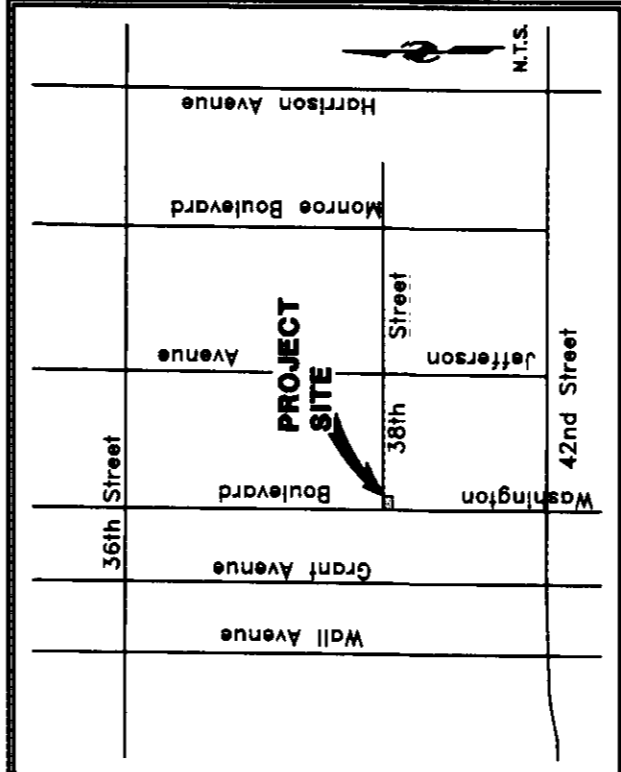 N.T.S.
Harrison Avenue
Monroe Boulevard
Jefferson Avenue
Washington Boulevard
Grant Avenue
Wall Avenue
36th Street
38th Street
42nd Street
PROJECT
SITE